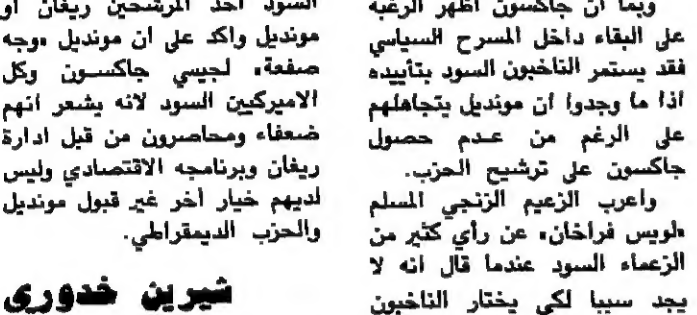 وبما ان جاكسون اظهر الرغبة
على البقاء داخل المسرح السياسي
فقد يستمر الناخبون السود بتأييده
اذا ما وجدوا ان مونديل يتجاهلهم
على الرغم من عدم حصول
جاكسون على ترشيح الحزب.
واعرب الزعيم الزنجي المسلم
«لويس فراخان» عن رأي كثير من
الزعماء السود عندما قال انه لا
يجد سببا لكي يختار الناخبون
السود احد المرشحين ريغان او
مونديل واكد على ان مونديل «وجه
صفعة» لجيسي جاكسون وكل
الاميركيين السود لانه يشعر انهم
ضعفاء ومحاصرون من قبل ادارة
ريغان وبرنامجه الاقتصادي وليس
لديهم خيار آخر غير قبول مونديل
والحزب الديمقراطي.
شيرين خدوري